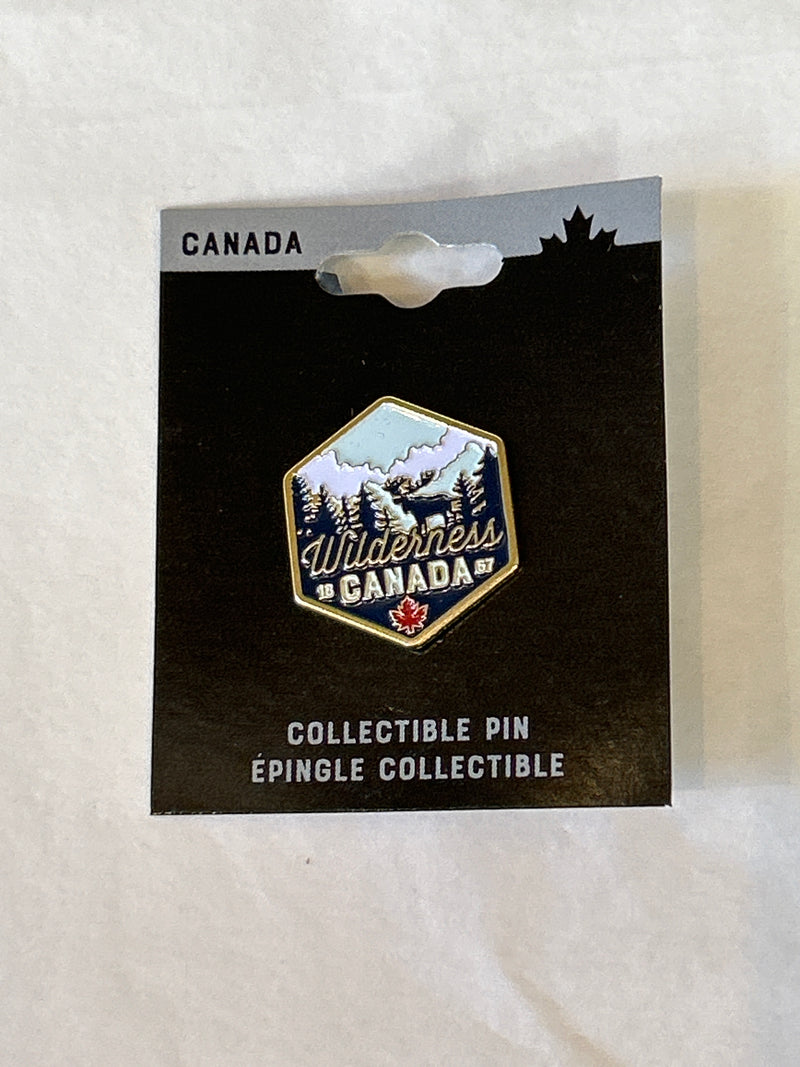 CANADA
Wilderness
18 CANADA 67
COLLECTIBLE PIN
ÉPINGLE COLLECTIBLE